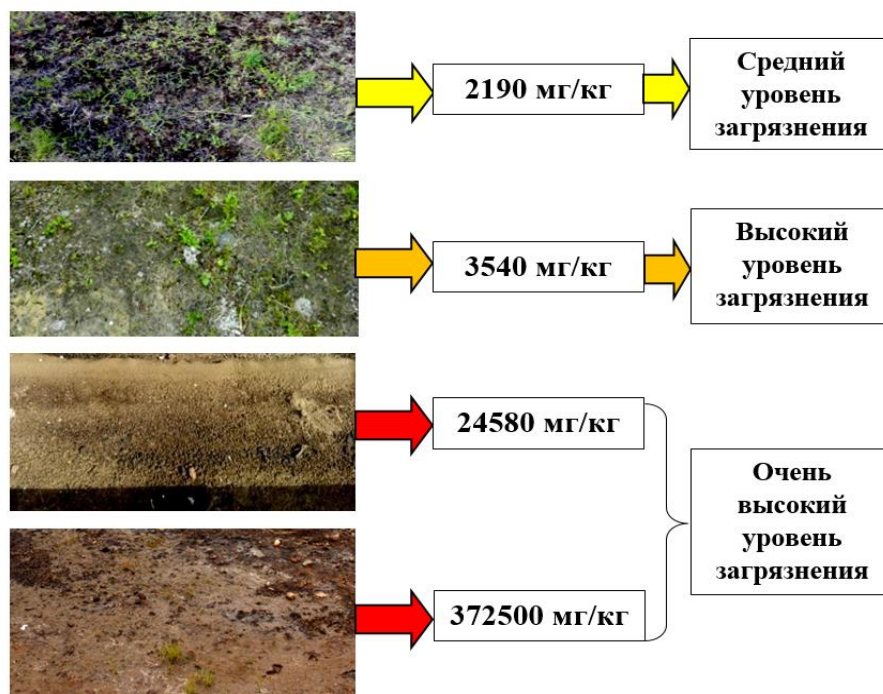 2190 мг/кг
Средний
уровень
загрязнения
3540 мг/кг
Высокий
уровень
загрязнения
24580 мг/кг
372500 мг/кг
Очень
высокий
уровень
загрязнения